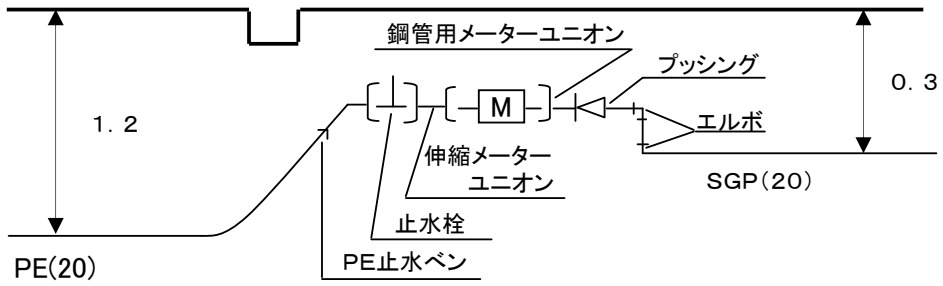 鋼管用メーターユニオン
プッシング
1.2
M
0.3
エルボ
伸縮メーター
ユニオン
SGP(20)
止水栓
PE(20)
PE止水ベン